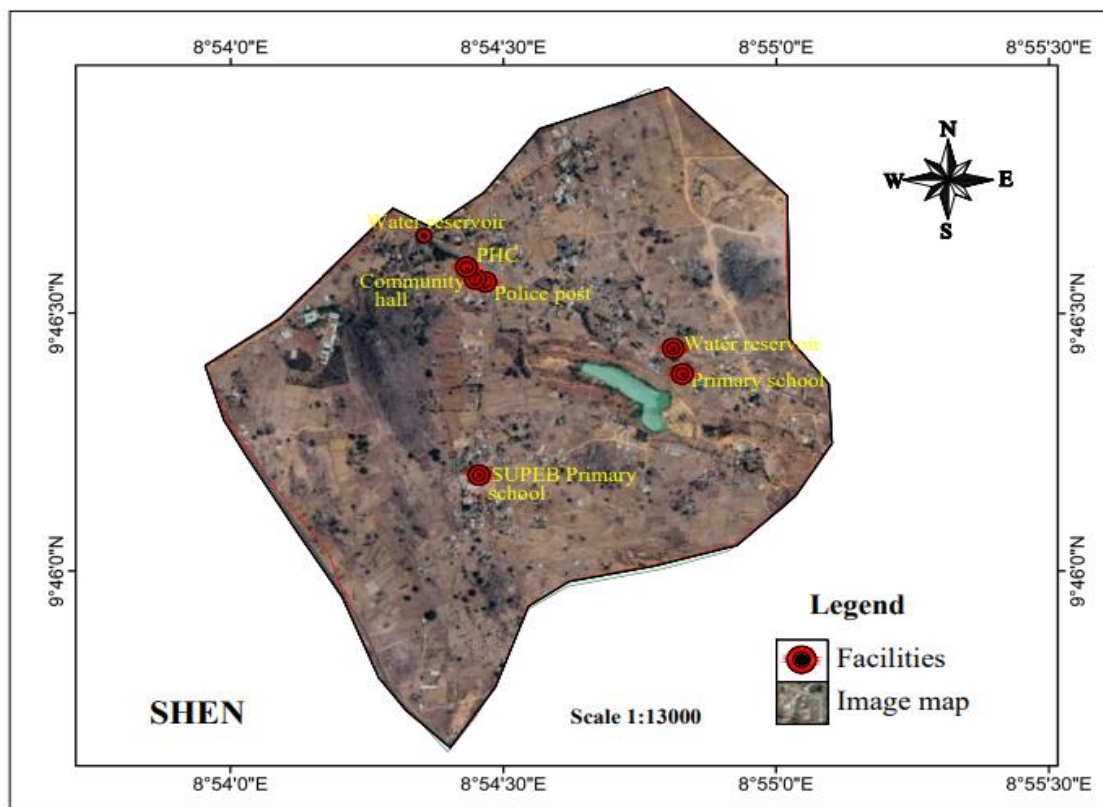 8°54'0"E
8°54'30"E
8°55'0"E
8°55'30"E
N
W
E
S
Water reservoir
PHC
Community
hall
Police post
9°46'30"N
9°46'30"N
Water reservoir
Primary school
SUPEB Primary
school
9°46'0"N
9°46'0"N
Legend
Facilities
Image map
SHEN
Scale 1:13000
8°54'0"E
8°54'30"E
8°55'0"E
8°55'30"E